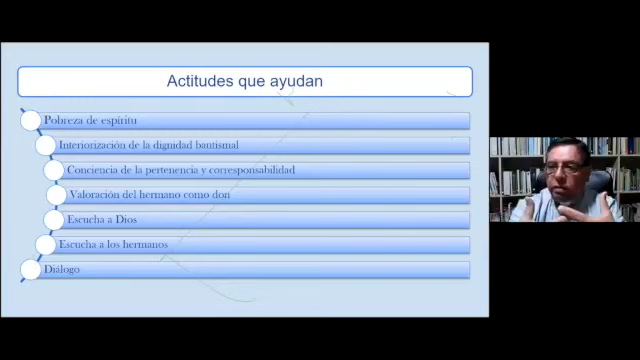 Actitudes que ayudan
Pobreza de espíritu
Interiorización de la dignidad bautismal
Conciencia de la pertenencia y corresponsabilidad
Valoración del hermano como don
Escucha a Dios
Escucha a los hermanos
Diálogo